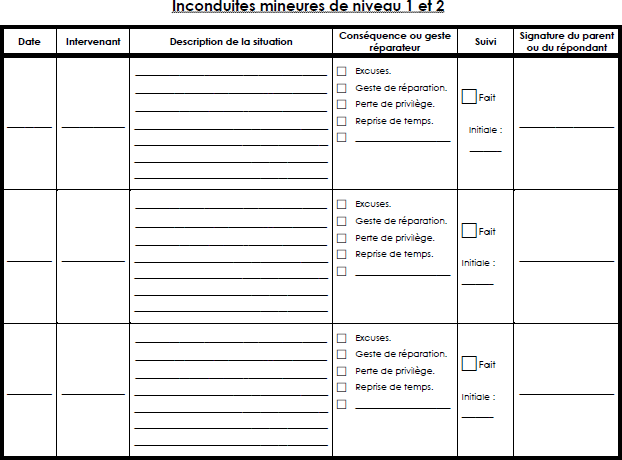 Inconduites mineures de niveau 1 et 2
Date
Intervenant
Description de la situation
Conséquence ou geste
réparateur
Suivi
Signature du parent
ou du répondant
Excuses.
Geste de réparation.
Perte de privilège.
Reprise de temps.
Fait
Initiale :
Excuses.
Geste de réparation.
Perte de privilège.
Reprise de temps.
Fait
Initiale :
Excuses.
Geste de réparation.
Perte de privilège.
Reprise de temps.
Fait
Initiale :